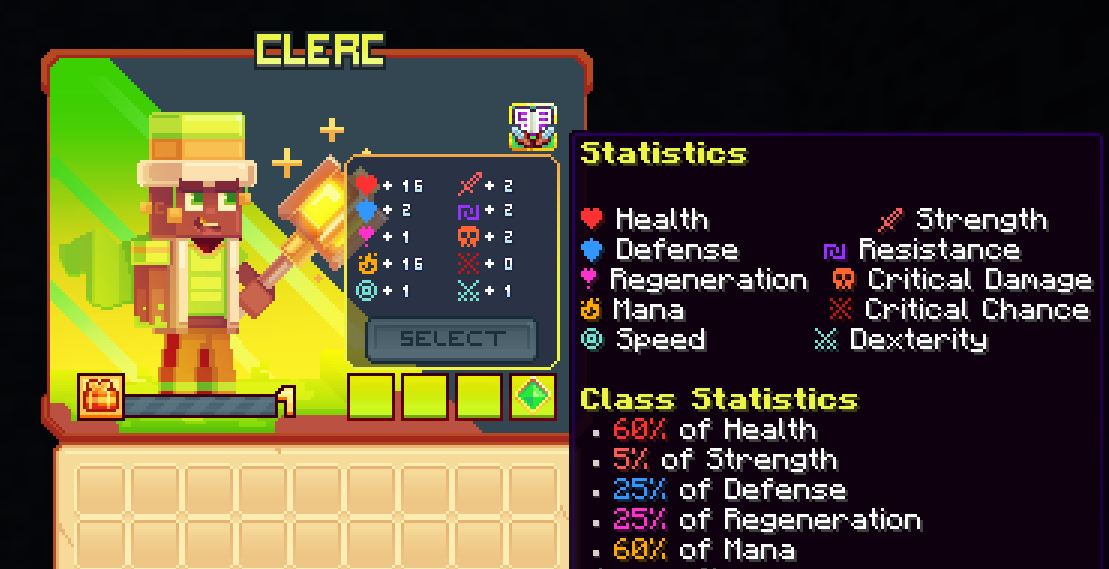 CLERC
+ 16 + 2
+ 2 + 2
+ 1 + 2
+ 16 + 0
+ 1 + 1
SELECT
1
Statistics
Health Strength
Defense Resistance
Regeneration Critical Damage
Mana Critical Chance
Speed Dexterity
Class Statistics
. 60% of Health
. 5% of Strength
. 25% of Defense
. 25% of Regeneration
. 60% of Mana